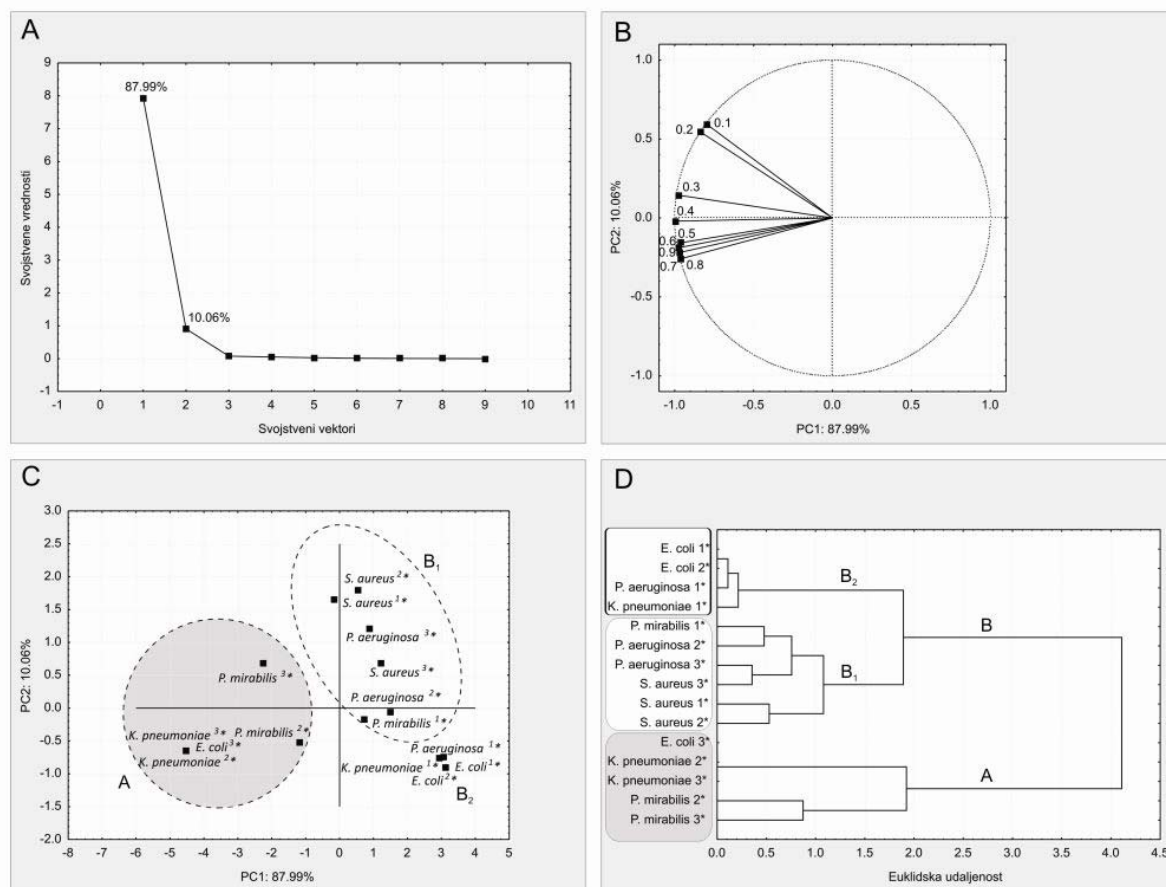 A
9
8
7
6
5
4
3
2
1
0
-1
87.99%
10.06%
Svojstvene vrednosti
-1 0 1 2 3 4 5 6 7 8 9 10 11
Svojstveni vektori
B
1.0
0.5
0.0
-0.5
-1.0
0.1
0.2
0.3
0.4
0.5
0.6
0.9
0.7 0.8
PC2: 10.06%
-1.0 -0.5 0.0 0.5 1.0
PC1: 87.99%
C
3.0
2.5
2.0
1.5
1.0
0.5
0.0
-0.5
-1.0
-1.5
-2.0
B1
S. aureus 2*
S. aureus 1*
P. aeruginosa 3*
S. aureus 3*
P. mirabilis 3*
P. aeruginosa 2*
P. mirabilis 1*
K. pneumoniae 3* P. mirabilis 2*
E. coli 3*
K. pneumoniae 2*
P. aeruginosa 1*
K. pneumoniae 1* E. coli 1*
E. coli 2*
A
B2
PC2: 10.06%
-8 -7 -6 -5 -4 -3 -2 -1 0 1 2 3 4 5
PC1: 87.99%
D
E. coli 1*
E. coli 2*
P. aeruginosa 1*
K. pneumoniae 1*
P. mirabilis 1*
P. aeruginosa 2*
P. aeruginosa 3*
S. aureus 3*
S. aureus 1*
S. aureus 2*
E. coli 3*
K. pneumoniae 2*
K. pneumoniae 3*
P. mirabilis 2*
P. mirabilis 3*
B2
B
B1
A
0.0 0.5 1.0 1.5 2.0 2.5 3.0 3.5 4.0 4.5
Euklidska udaljenost